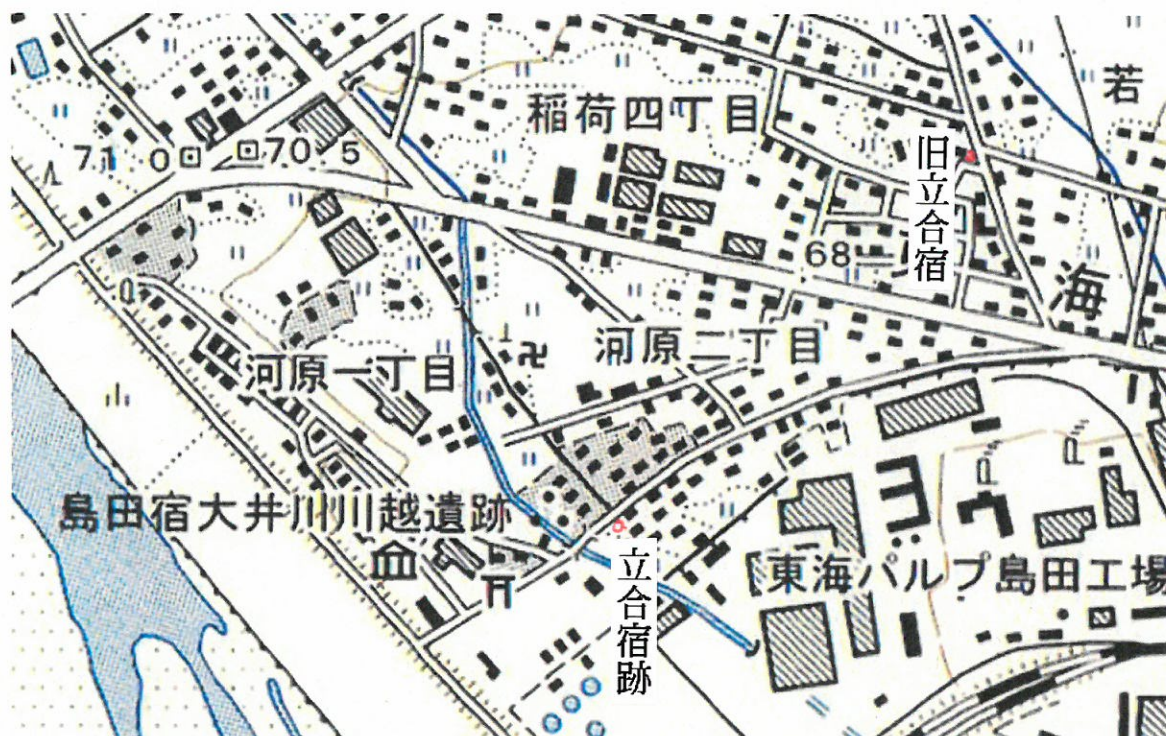 若
稲荷四丁目
71.0
70.5
旧立合宿
68
海
河原二丁目
河原一丁目
島田宿大井川川越遺跡
立合宿跡
東海パルプ島田工場